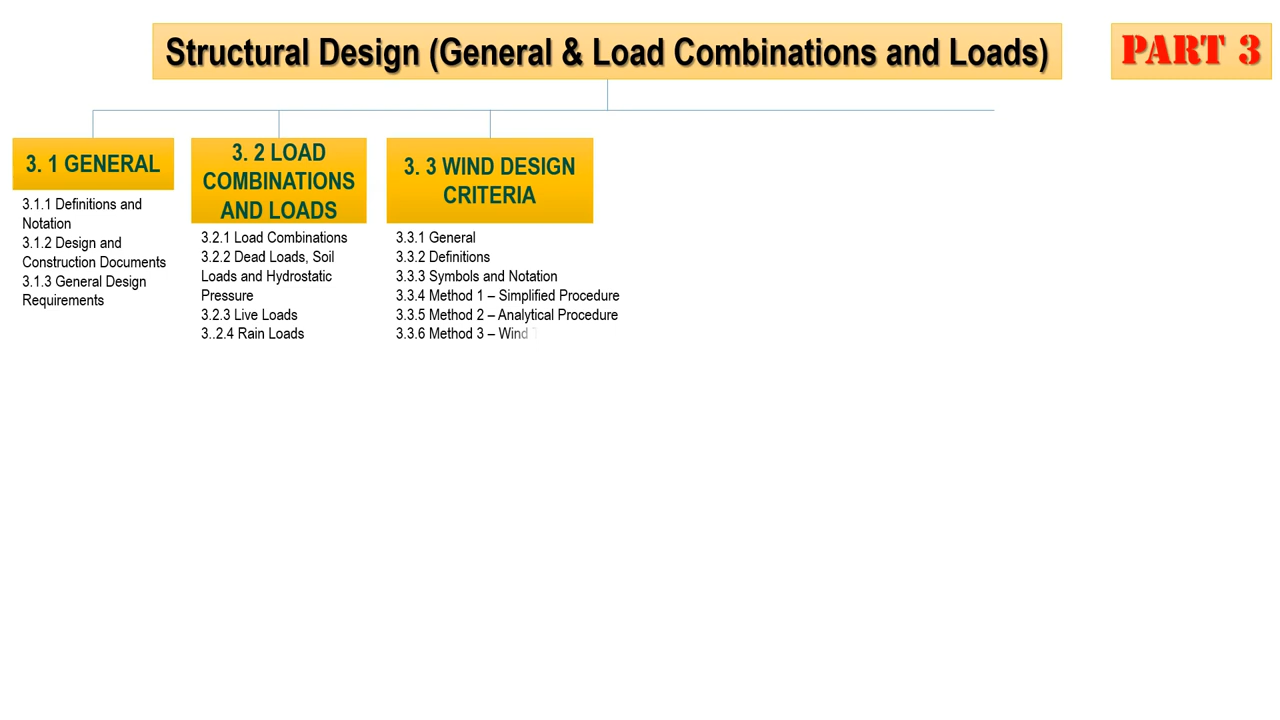 Structural Design (General & Load Combinations and Loads)
PART 3
3. 1 GENERAL
3.1.1 Definitions and
Notation
3.1.2 Design and
Construction Documents
3.1.3 General Design
Requirements
3. 2 LOAD
COMBINATIONS
AND LOADS
3.2.1 Load Combinations
3.2.2 Dead Loads, Soil
Loads and Hydrostatic
Pressure
3.2.3 Live Loads
3..2.4 Rain Loads
3. 3 WIND DESIGN
CRITERIA
3.3.1 General
3.3.2 Definitions
3.3.3 Symbols and Notation
3.3.4 Method 1 – Simplified Procedure
3.3.5 Method 2 – Analytical Procedure
3.3.6 Method 3 – Wind